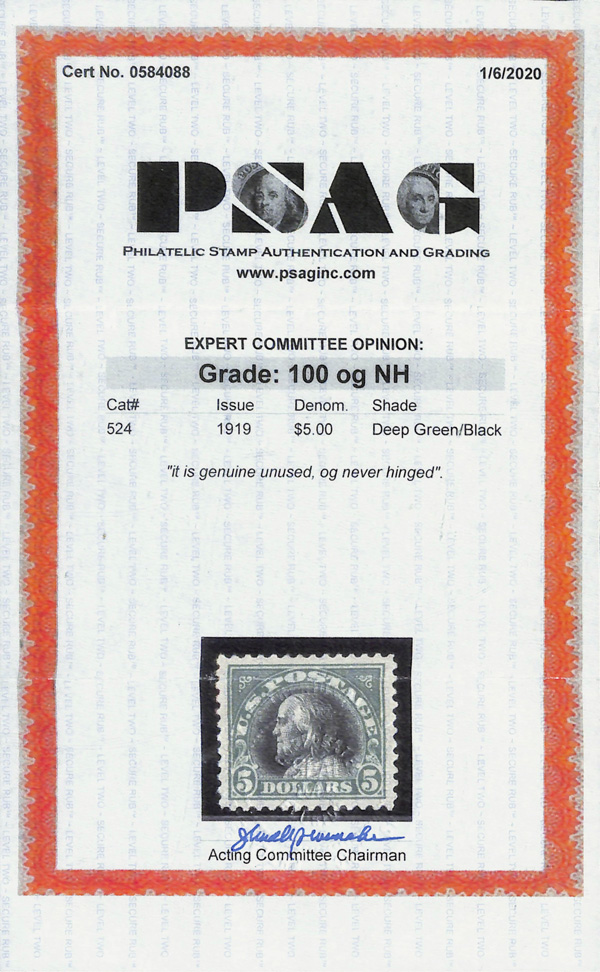 Cert No. 0584088 1/6/2020
PSAG
PHILATELIC STAMP AUTHENTICATION AND GRADING
www.psaginc.com
EXPERT COMMITTEE OPINION:
Grade: 100 og NH
Cat# Issue Denom. Shade
524 1919 $5.00 Deep Green/Black
"it is genuine unused, og never hinged".
U.S. POSTAGE
5 DOLLARS 5
Acting Committee Chairman